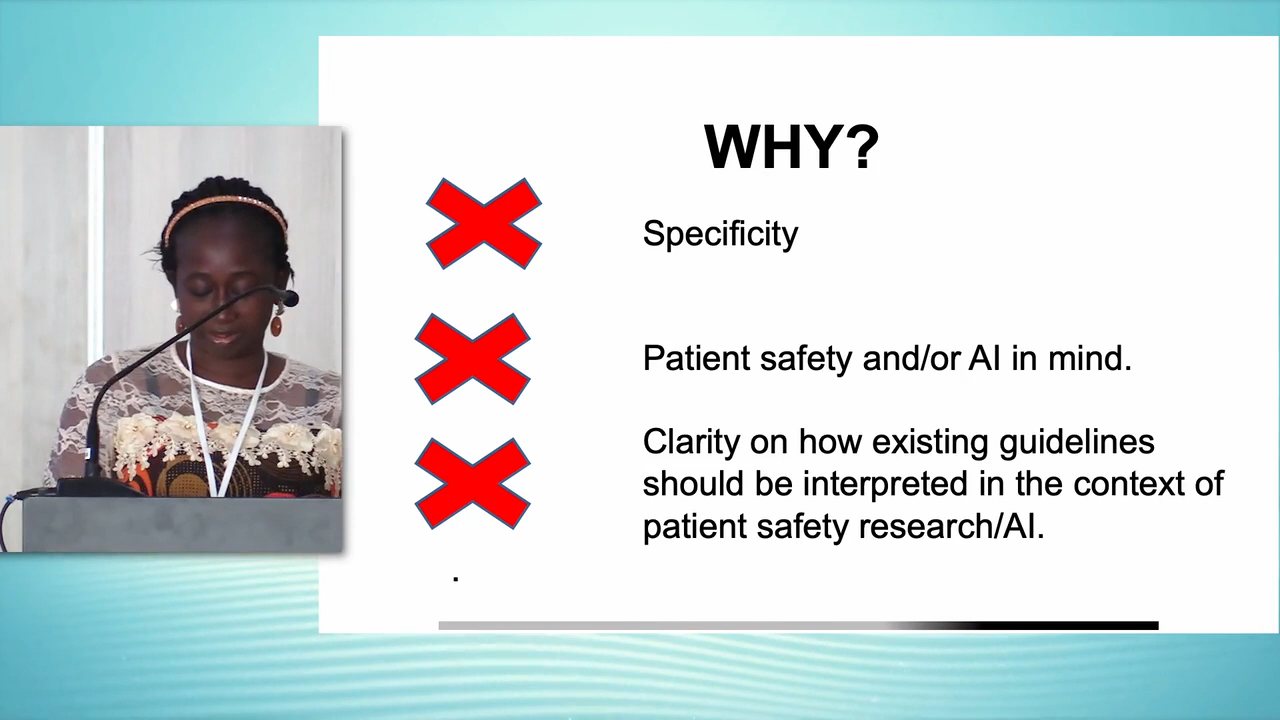 WHY?
Specificity
Patient safety and/or AI in mind.
Clarity on how existing guidelines
should be interpreted in the context of
patient safety research/AI.
.